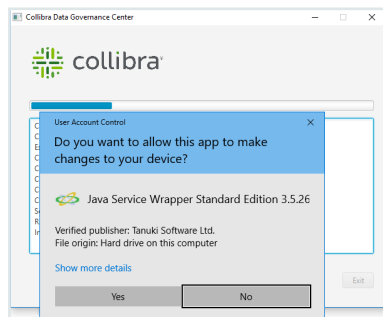 Collibra Data Governance Center
collibra
User Account Control
Do you want to allow this app to make
changes to your device?
Java Service Wrapper Standard Edition 3.5.26
Verified publisher: Tanuki Software Ltd.
File origin: Hard drive on this computer
Show more details
Yes
No
Exit